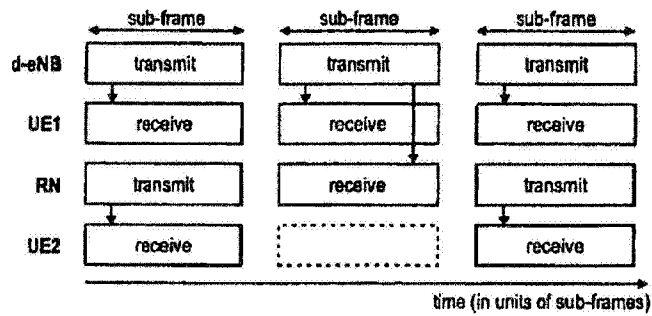 sub-frame sub-frame sub-frame
d-eNB transmit transmit transmit
UE1 receive receive receive
RN transmit receive transmit
UE2 receive receive
time (in units of sub-frames)